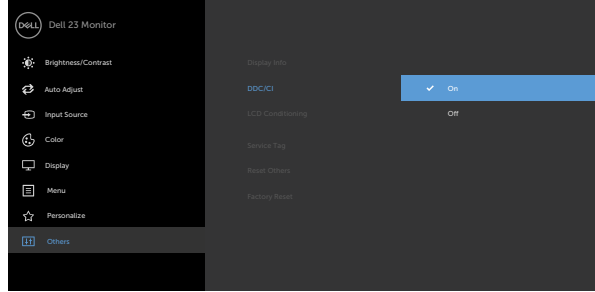 DELL
Dell 23 Monitor
Brightness/Contrast
Auto Adjust
Input Source
Color
Display
Menu
Personalize
Others
Display Info
DDC/CI
LCD Conditioning
Service Tag
Reset Others
Factory Reset
On
Off